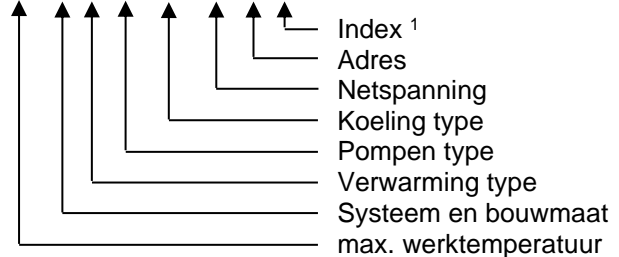 Index 1
Adres
Netspanning
Koeling type
Pompen type
Verwarming type
Systeem en bouwmaat
max. werktemperatuur